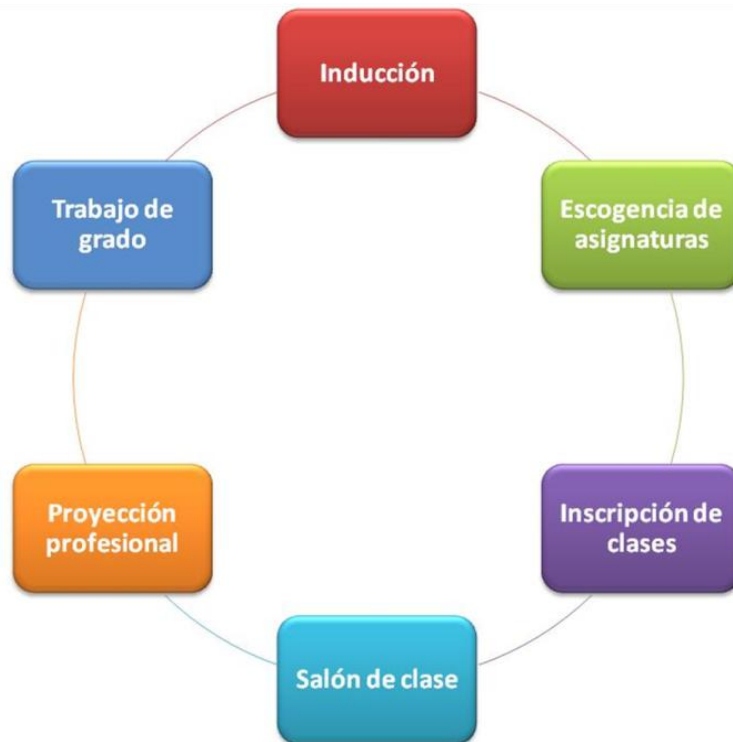 Inducción
Escogencia de
asignaturas
Inscripción de
clases
Salón de clase
Proyección
profesional
Trabajo de
grado